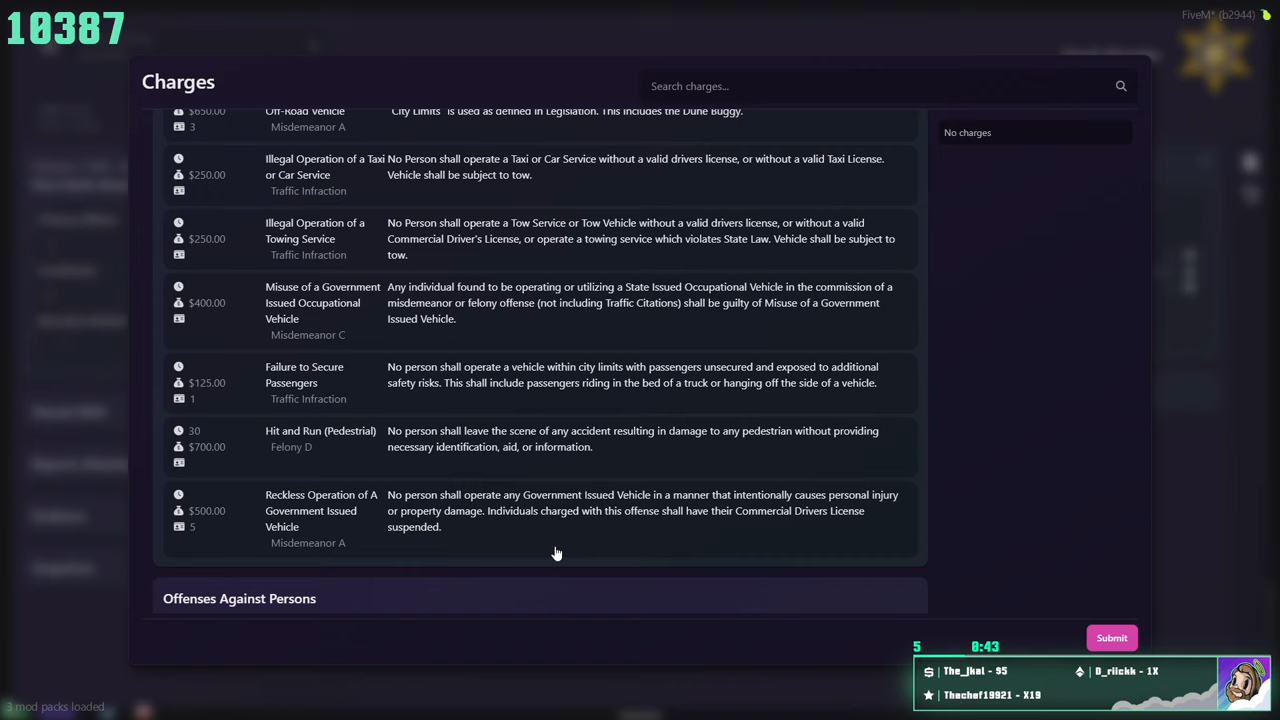 10387
FiveM* (b2944)
Charges
Search charges...
$650.00
Off-Road Vehicle
"City Limits" is used as defined in Legislation. This includes the Dune Buggy.
3
Misdemeanor A
No charges
Illegal Operation of a Taxi or Car Service
$250.00
Traffic Infraction
No Person shall operate a Taxi or Car Service without a valid drivers license, or without a valid Taxi License.
Vehicle shall be subject to tow.
Illegal Operation of a
Towing Service
$250.00
Traffic Infraction
No Person shall operate a Tow Service or Tow Vehicle without a valid drivers license, or without a valid
Commercial Driver's License, or operate a towing service which violates State Law. Vehicle shall be subject to
tow.
Misuse of a Government
Issued Occupational
Vehicle
$400.00
Misdemeanor C
Any individual found to be operating or utilizing a State Issued Occupational Vehicle in the commission of a
misdemeanor or felony offense (not including Traffic Citations) shall be guilty of Misuse of a Government
Issued Vehicle.
Failure to Secure
Passengers
$125.00
1
Traffic Infraction
No person shall operate a vehicle within city limits with passengers unsecured and exposed to additional
safety risks. This shall include passengers riding in the bed of a truck or hanging off the side of a vehicle.
30
Hit and Run (Pedestrial)
$700.00
Felony D
No person shall leave the scene of any accident resulting in damage to any pedestrian without providing
necessary identification, aid, or information.
Reckless Operation of A
Government Issued
Vehicle
$500.00
5
Misdemeanor A
No person shall operate any Government Issued Vehicle in a manner that intentionally causes personal injury
or property damage. Individuals charged with this offense shall have their Commercial Drivers License
suspended.
Offenses Against Persons
Submit
5
0:43
The_Jkal - 95
D_riickk - 1X
Thechef19921 - X19
3 mod packs loaded